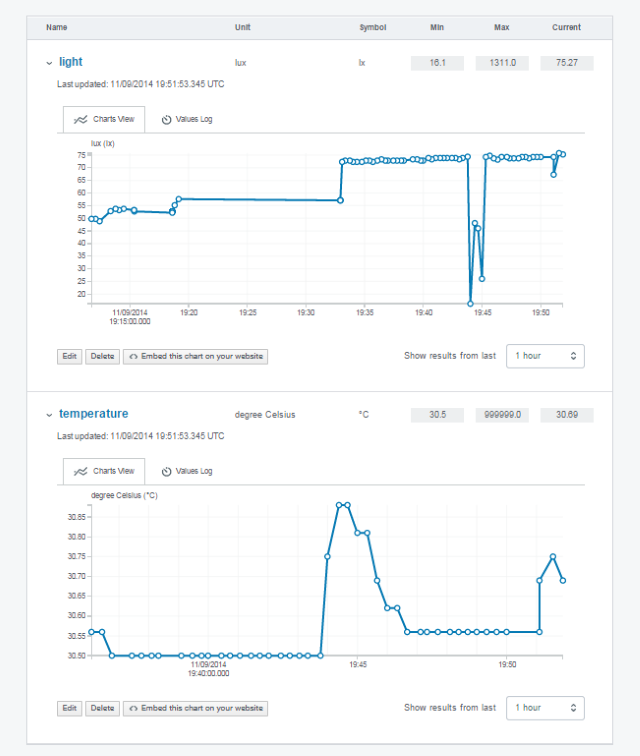 Name Unit Symbol Min Max Current
light lux lx 16.1 1311.0 75.27
Last updated: 11/09/2014 19:51:53.345 UTC
Charts View Values Log
lux (lx)
75
70
65
60
55
50
45
40
35
30
25
20
11/09/2014 19:20 19:25 19:30 19:35 19:40 19:45 19:50
19:15:00.000
Edit Delete Embed this chart on your website Show results from last 1 hour
temperature degree Celsius °C 30.5 999999.0 30.69
Last updated: 11/09/2014 19:51:53.345 UTC
Charts View Values Log
degree Celsius (°C)
30.85
30.80
30.75
30.70
30.65
30.60
30.55
30.50
11/09/2014 19:45 19:50
19:40:00.000
Edit Delete Embed this chart on your website Show results from last 1 hour